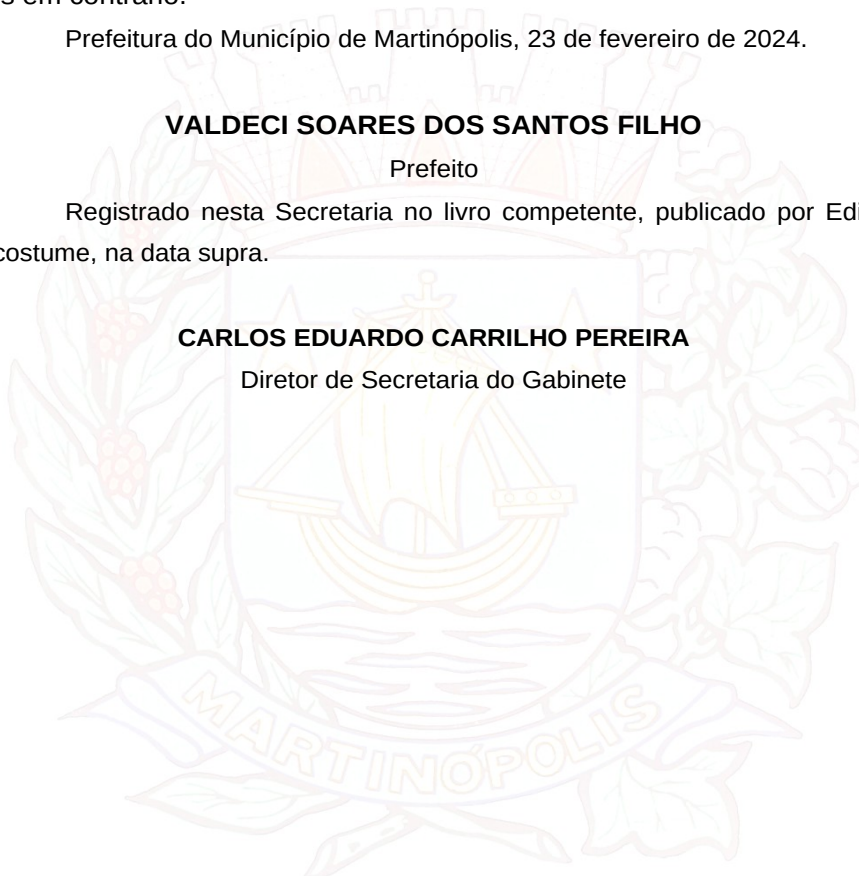 s em contrário.
Prefeitura do Município de Martinópolis, 23 de fevereiro de 2024.
VALDECI SOARES DOS SANTOS FILHO
Prefeito
Registrado nesta Secretaria no livro competente, publicado por Edi
costume, na data supra.
CARLOS EDUARDO CARRILHO PEREIRA
Diretor de Secretaria do Gabinete
MARTINÓPOLIS